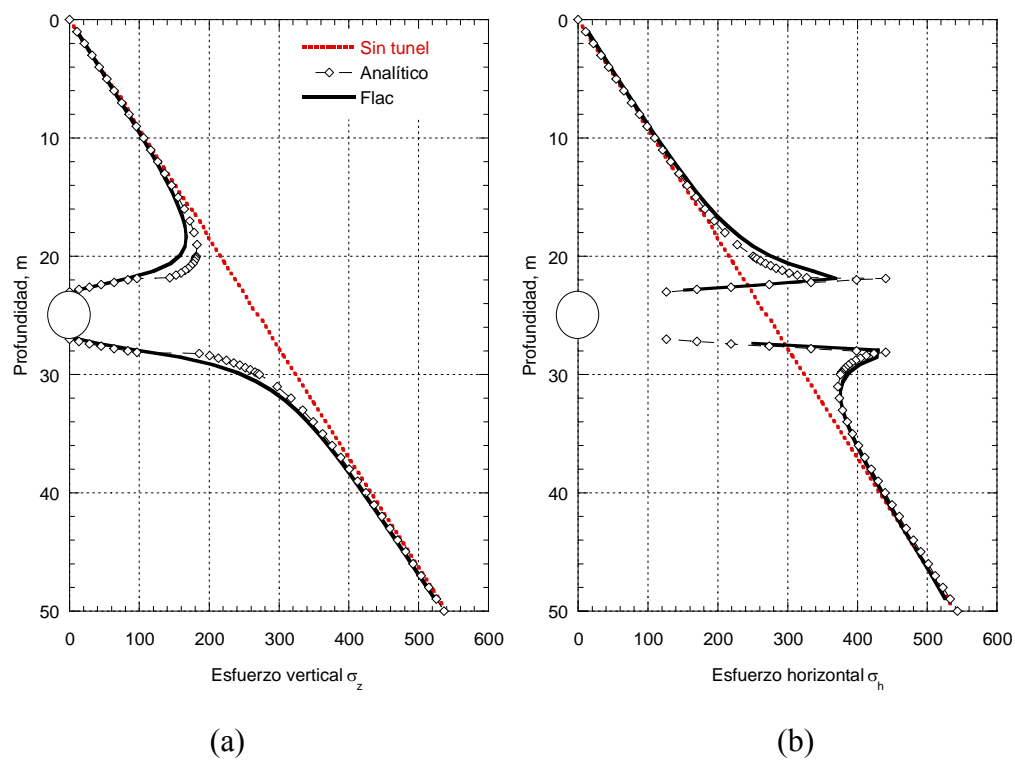 0
10
20
30
40
50
Profundidad, m
0 100 200 300 400 500 600
Esfuerzo vertical σz
Sin tunel
Analítico
Flac
(a)
0
10
20
30
40
50
Profundidad, m
0 100 200 300 400 500 600
Esfuerzo horizontal σh
(b)